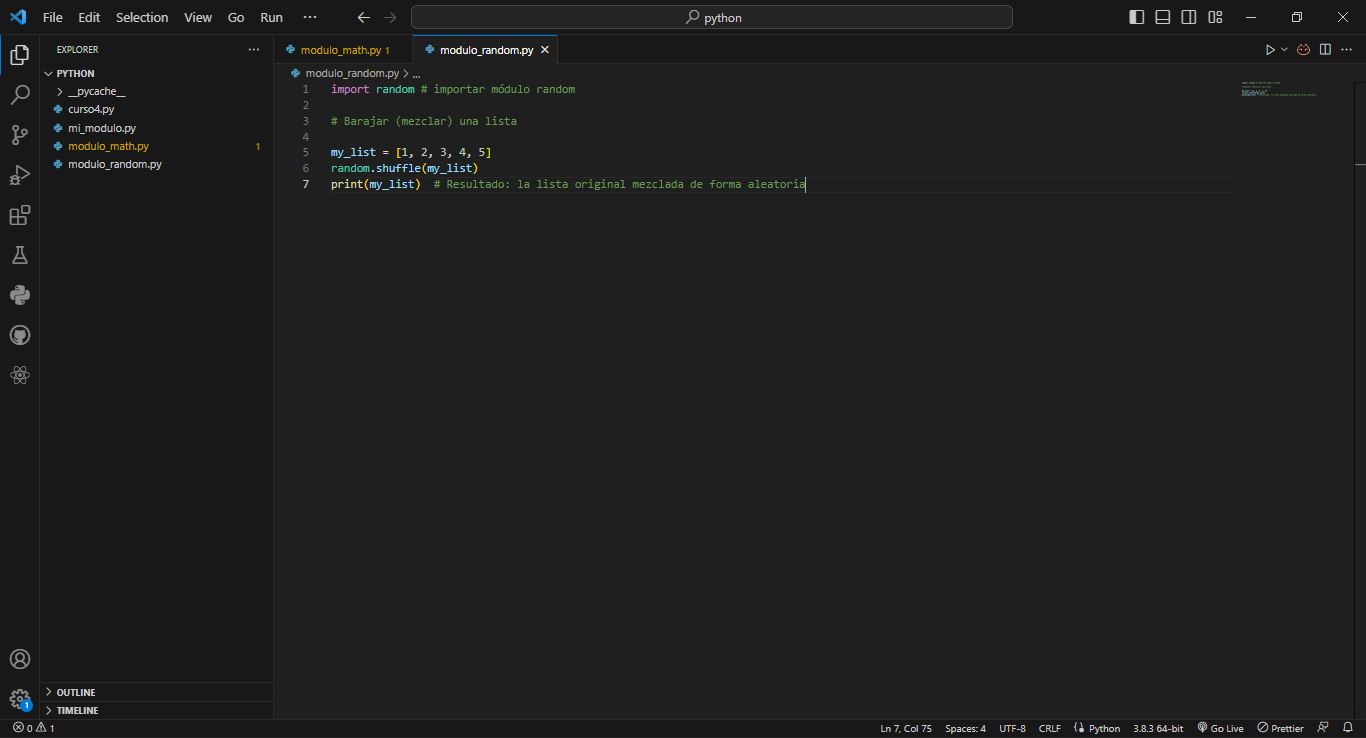 File Edit Selection View Go Run ··· python
EXPLORER ···
PYTHON
__pycache__
curso4.py
mi_modulo.py
modulo_math.py 1
modulo_random.py
OUTLINE
TIMELINE
modulo_math.py 1 modulo_random.py
modulo_random.py > ...
1 import random # importar módulo random
2
3 # Barajar (mezclar) una lista
4
5 my_list = [1, 2, 3, 4, 5]
6 random.shuffle(my_list)
7 print(my_list)  # Resultado: la lista original mezclada de forma aleatoria
1
0 1 Ln 7, Col 75 Spaces: 4 UTF-8 CRLF Python 3.8.3 64-bit Go Live Prettier